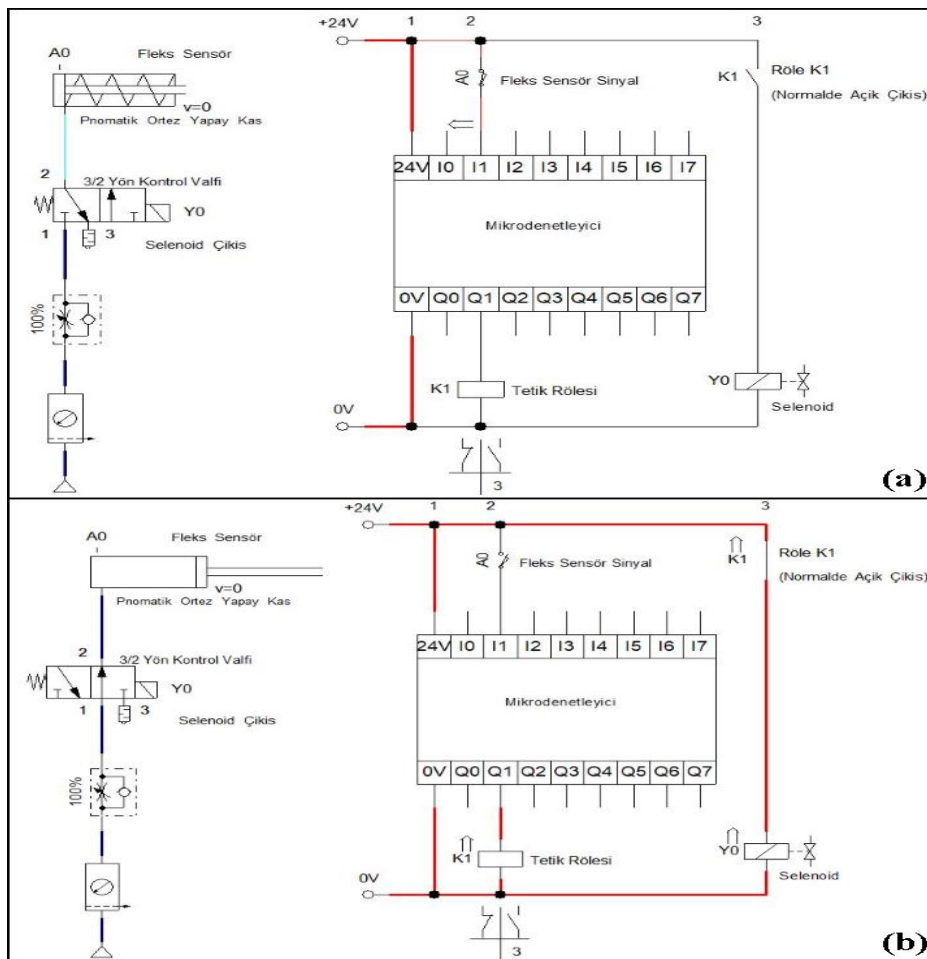 +24V 1 2 3
A0 Fleks Sensör
A0 Fleks Sensör Sinyal
K1 Röle K1
(Normalde Açik Çikis)
v=0
Pnomatik Ortez Yapay Kas
24V I0 I1 I2 I3 I4 I5 I6 I7
2 3/2 Yön Kontrol Valfi
Y0
1 3
Selenoid Çikis
Mikrodenetleyici
0V Q0 Q1 Q2 Q3 Q4 Q5 Q6 Q7
100%
K1 Tetik Rölesi
Y0
Selenoid
0V
3
(a)
+24V 1 2 3
A0 Fleks Sensör
A0 Fleks Sensör Sinyal
K1 Röle K1
(Normalde Açik Çikis)
v=0
Pnomatik Ortez Yapay Kas
24V I0 I1 I2 I3 I4 I5 I6 I7
2 3/2 Yön Kontrol Valfi
Y0
1 3
Selenoid Çikis
Mikrodenetleyici
0V Q0 Q1 Q2 Q3 Q4 Q5 Q6 Q7
100%
K1 Tetik Rölesi
Y0
Selenoid
0V
3
(b)